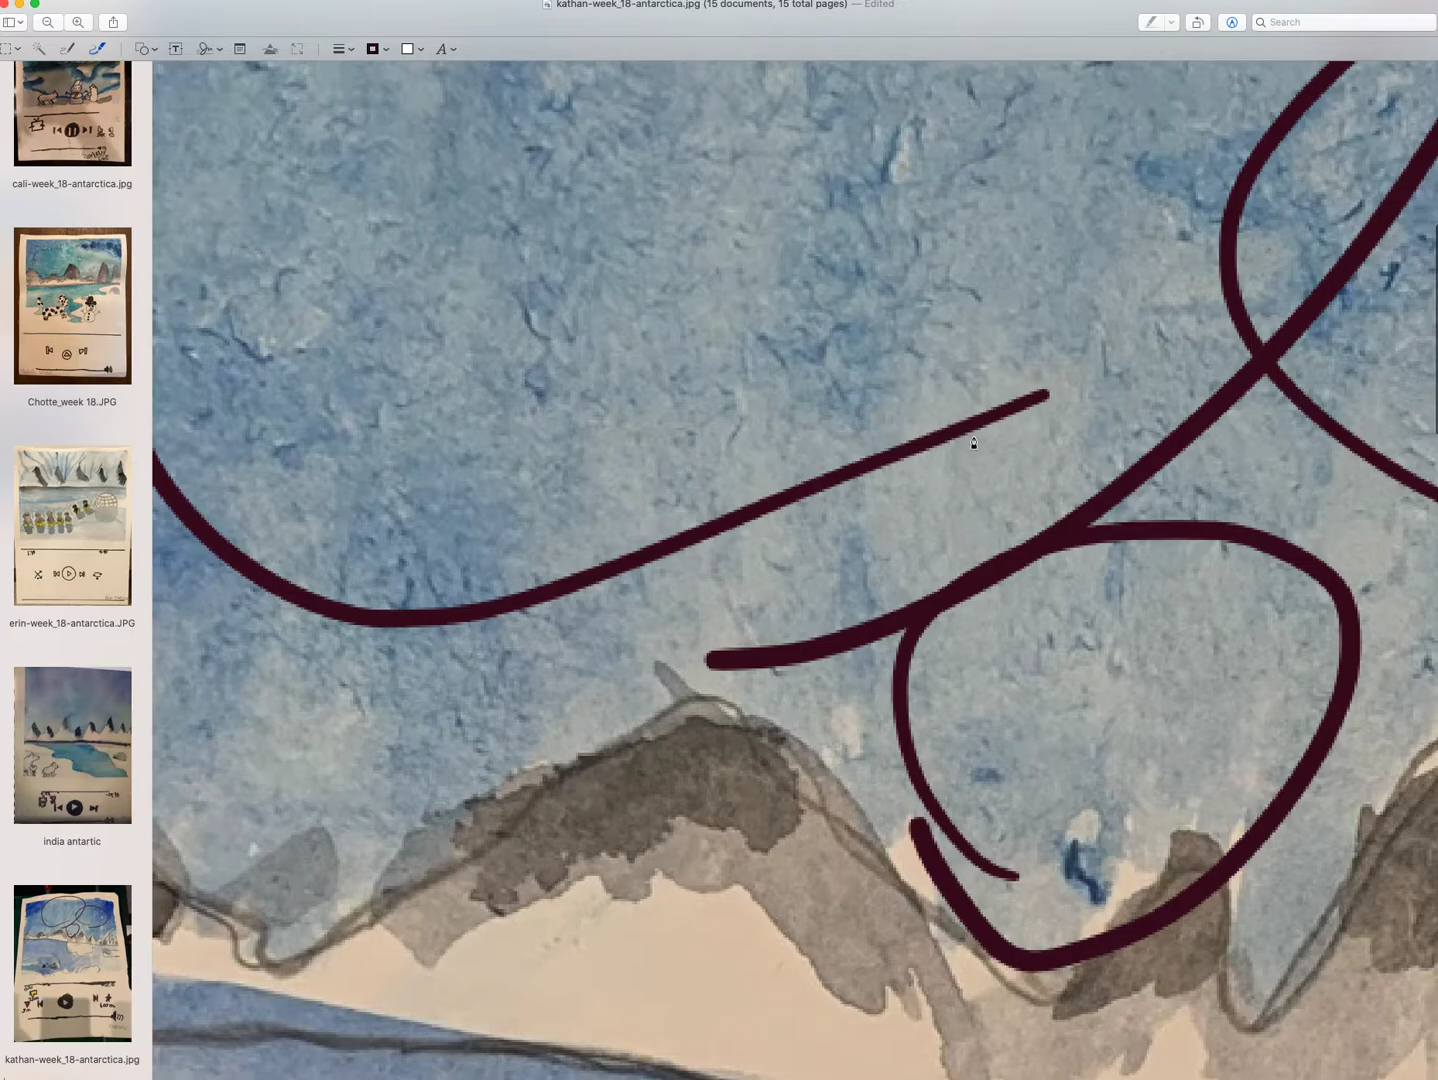 kathan-week_18-antarctica.jpg (15 documents, 15 total pages) — Edited
Search
A
cali-week_18-antarctica.jpg
Chotte_week 18.JPG
erin-week_18-antarctica.JPG
india antartic
kathan-week_18-antarctica.jpg